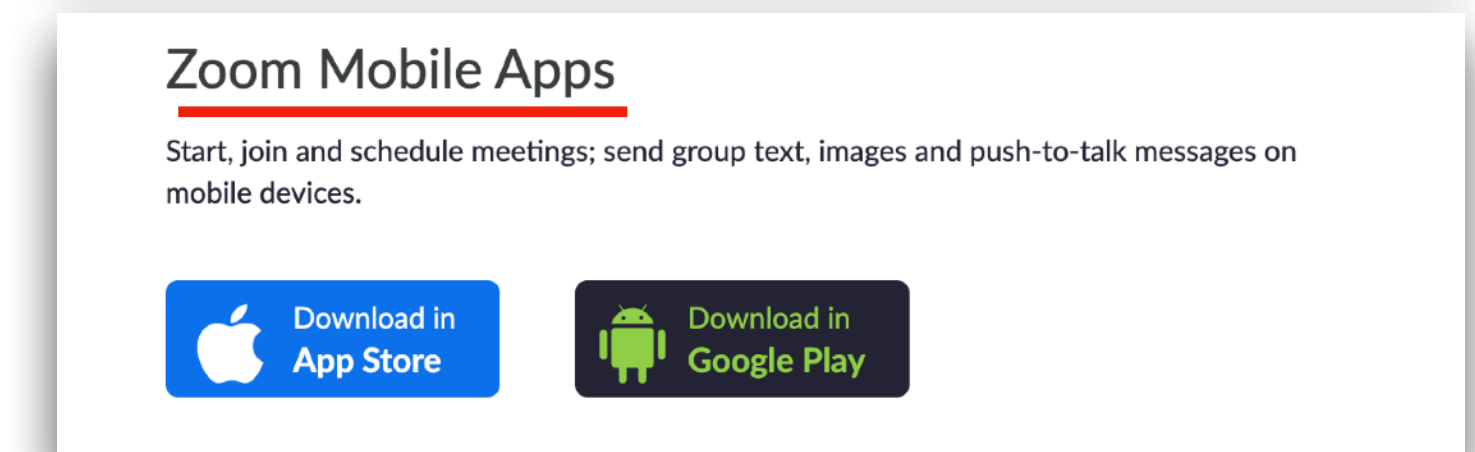 Zoom Mobile Apps
Start, join and schedule meetings; send group text, images and push-to-talk messages on
mobile devices.
Download in
App Store
Download in
Google Play